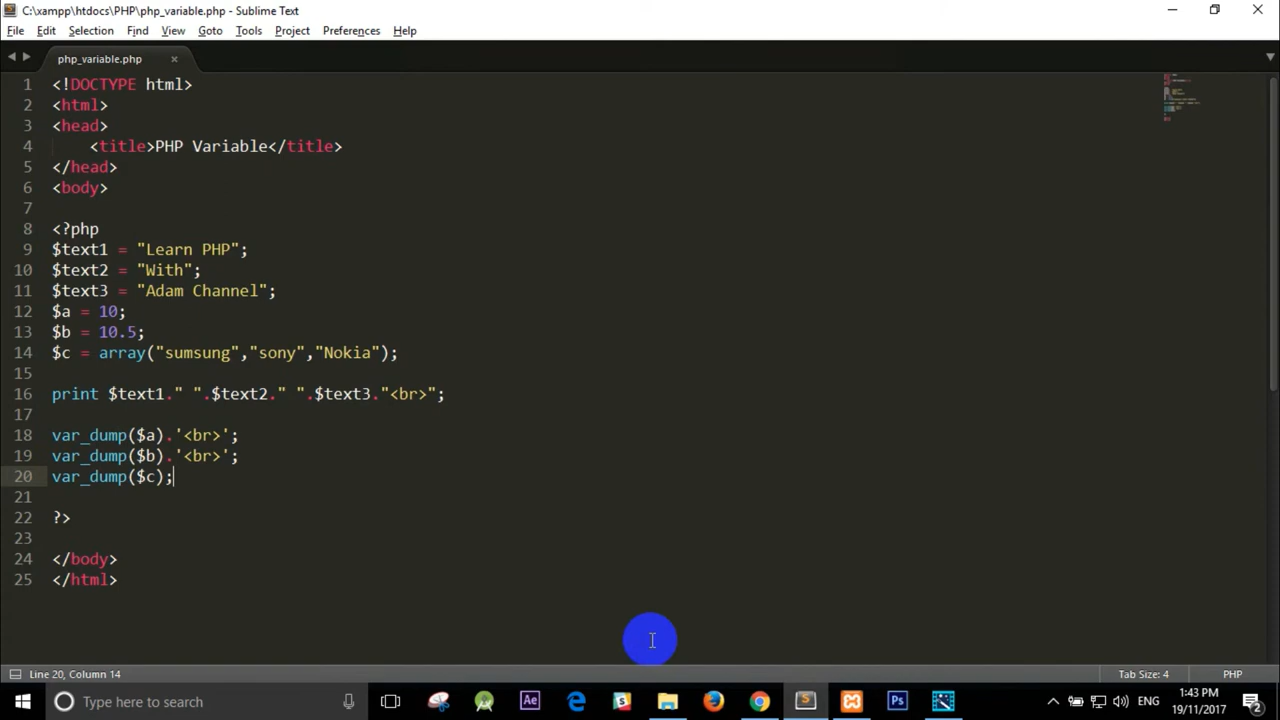 C:\xampp\htdocs\PHP\php_variable.php - Sublime Text
File Edit Selection Find View Goto Tools Project Preferences Help
php_variable.php
1 <!DOCTYPE html>
2 <html>
3 <head>
4 <title>PHP Variable</title>
5 </head>
6 <body>
7
8 <?php
9 $text1 = "Learn PHP";
10 $text2 = "With";
11 $text3 = "Adam Channel";
12 $a = 10;
13 $b = 10.5;
14 $c = array("sumsung","sony","Nokia");
15
16 print $text1." ".$text2." ".$text3."<br>";
17
18 var_dump($a).'<br>';
19 var_dump($b).'<br>';
20 var_dump($c);
21
22 ?>
23
24 </body>
25 </html>
Line 20, Column 14 Tab Size: 4 PHP
Type here to search Ae S Ps ENG 1:43 PM 19/11/2017 2